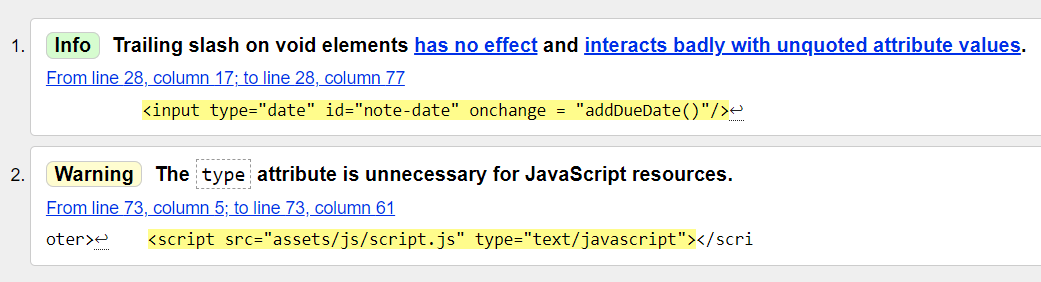 1. Info Trailing slash on void elements has no effect and interacts badly with unquoted attribute values.
From line 28, column 17; to line 28, column 77
<input type="date" id="note-date" onchange = "addDueDate()"/>↩
2. Warning The type attribute is unnecessary for JavaScript resources.
From line 73, column 5; to line 73, column 61
oter>↩ <script src="assets/js/script.js" type="text/javascript"></scri